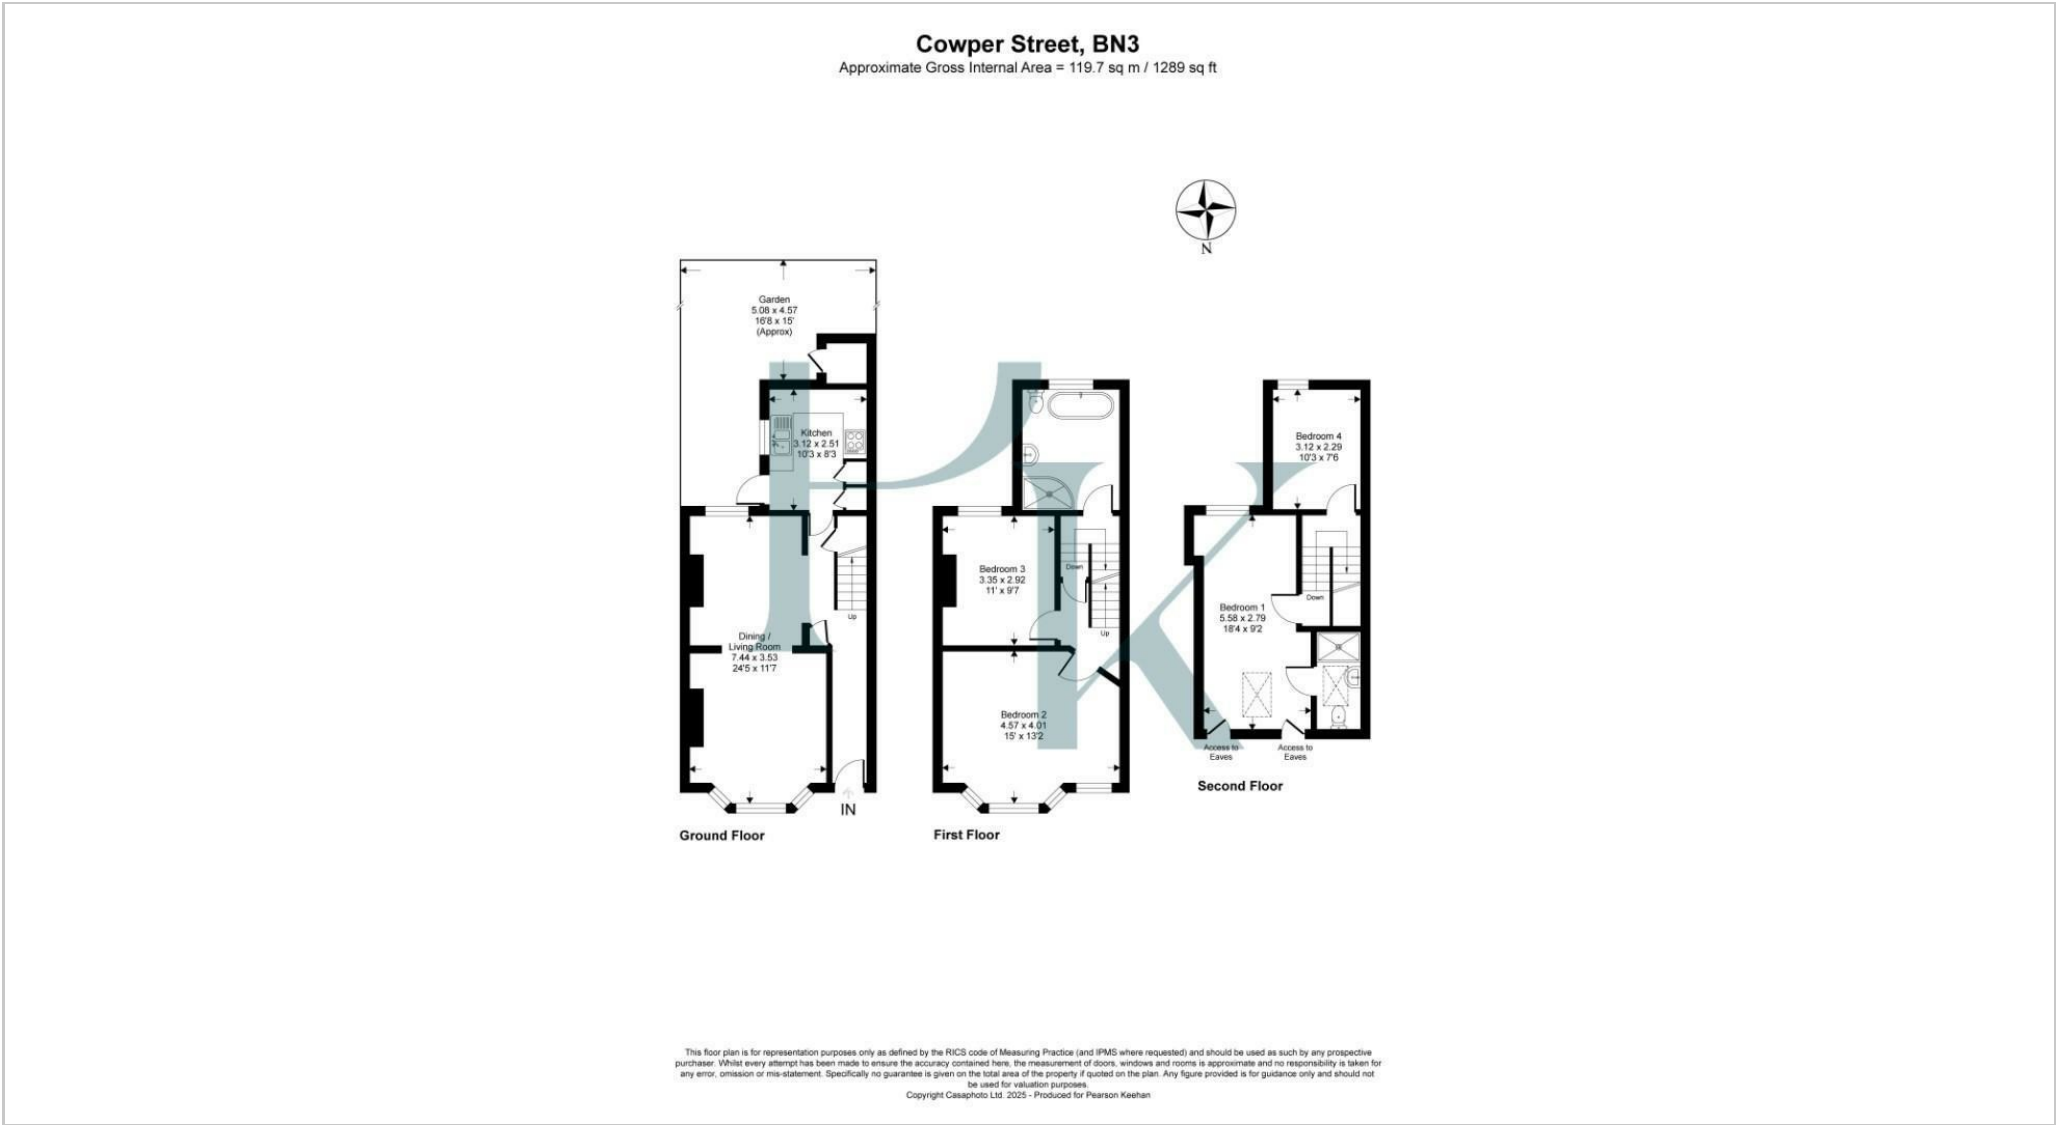 Cowper Street, BN3
Approximate Gross Internal Area = 119.7 sq m / 1289 sq ft
N
Garden
5.08 x 4.57
16'8 x 15'
(Approx)
Kitchen
3.12 x 2.51
10'3 x 8'3
Up
Dining /
Living Room
7.44 x 3.53
24'5 x 11'7
IN
Ground Floor
Bedroom 3
3.35 x 2.92
11' x 9'7
Down
Up
Bedroom 2
4.57 x 4.01
15' x 13'2
First Floor
Bedroom 4
3.12 x 2.29
10'3 x 7'6
Down
Bedroom 1
5.58 x 2.79
18'4 x 9'2
Access to
Eaves
Access to
Eaves
Second Floor
PK
This floor plan is for representation purposes only as defined by the RICS code of Measuring Practice (and IPMS where requested) and should be used as such by any prospective
purchaser. Whilst every attempt has been made to ensure the accuracy contained here, the measurement of doors, windows and rooms is approximate and no responsibility is taken for
any error, omission or mis-statement. Specifically no guarantee is given on the total area of the property if quoted on the plan. Any figure provided is for guidance only and should not
be used for valuation purposes.
Copyright Casaphoto Ltd. 2025 - Produced for Pearson Keehan